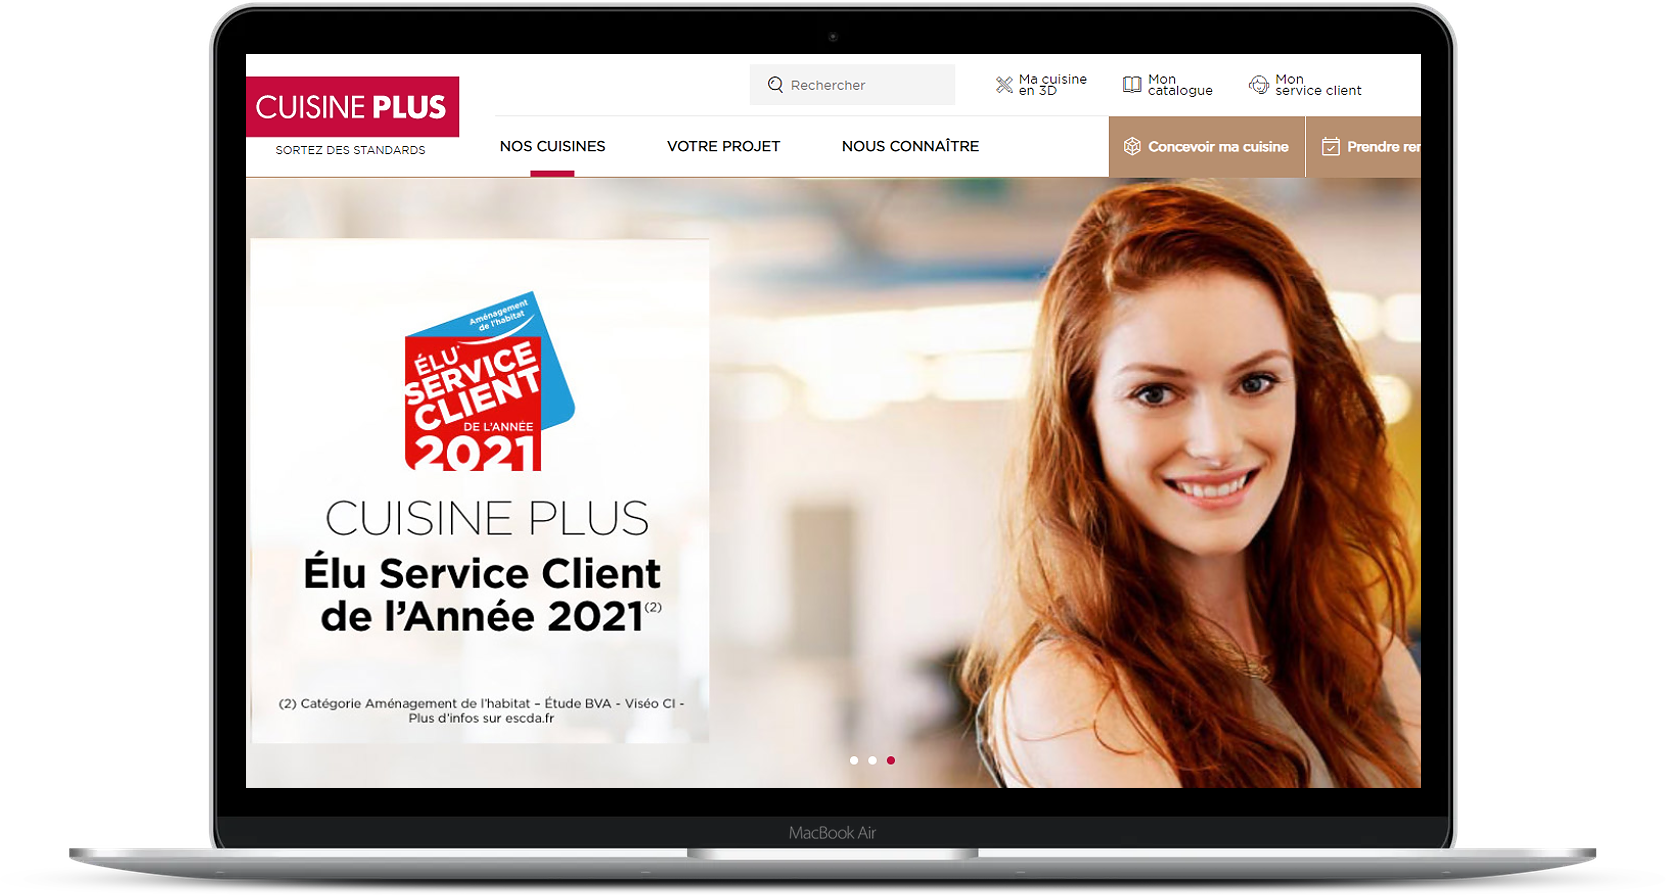 CUISINE PLUS
SORTEZ DES STANDARDS
Rechercher
Ma cuisine
en 3D
Mon
catalogue
Mon
service client
NOS CUISINES
VOTRE PROJET
NOUS CONNAÎTRE
Concevoir ma cuisine
Prendre rer
Aménagement
de l'habitat
ÉLU*
SERVICE
CLIENT
DE L'ANNÉE
2021
CUISINE PLUS
Élu Service Client
de l'Année 2021(2)
(2) Catégorie Aménagement de l'habitat – Étude BVA - Viséo CI -
Plus d'infos sur escda.fr
MacBook Air